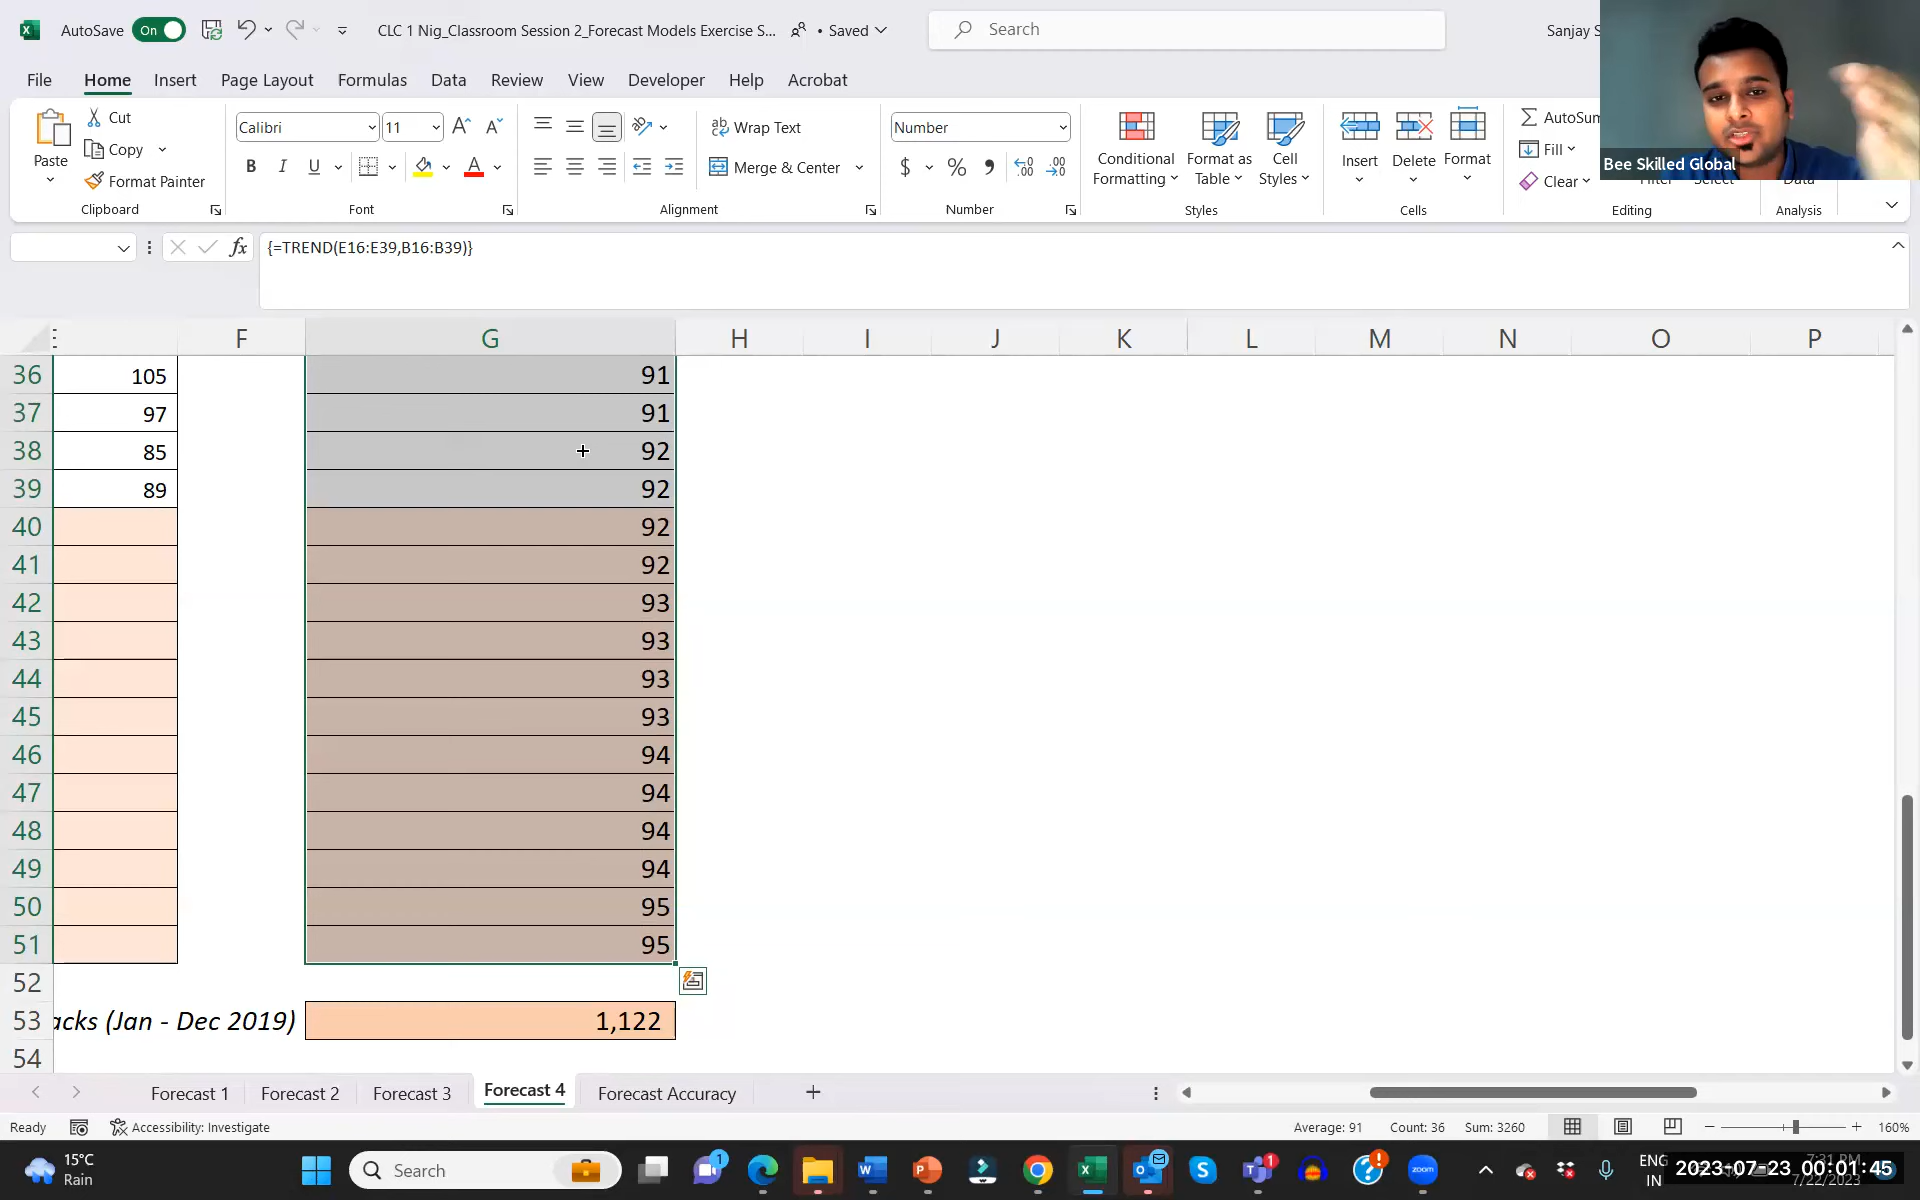 AutoSave On CLC 1 Nig_Classroom Session 2_Forecast Models Exercise S... • Saved Search Sanjay S
File Home Insert Page Layout Formulas Data Review View Developer Help Acrobat
Paste Cut Copy Format Painter Clipboard
Calibri 11 B I U A Font
ab Wrap Text Merge & Center Alignment
Number $ % Number
Conditional Formatting Format as Table Cell Styles Styles
Insert Delete Format Cells
AutoSum Fill Clear Editing
Analysis
Bee Skilled Global
fx {=TREND(E16:E39,B16:B39)}
F G H I J K L M N O P
36 105 91
37 97 91
38 85 92
39 89 92
40 92
41 92
42 93
43 93
44 93
45 93
46 94
47 94
48 94
49 94
50 95
51 95
52
53 acks (Jan - Dec 2019) 1,122
54
Forecast 1 Forecast 2 Forecast 3 Forecast 4 Forecast Accuracy
Ready Accessibility: Investigate Average: 91 Count: 36 Sum: 3260 160%
15°C
Rain
Search
zoom
ENG
IN
2023-07-23 00:01:45
7/22/2023